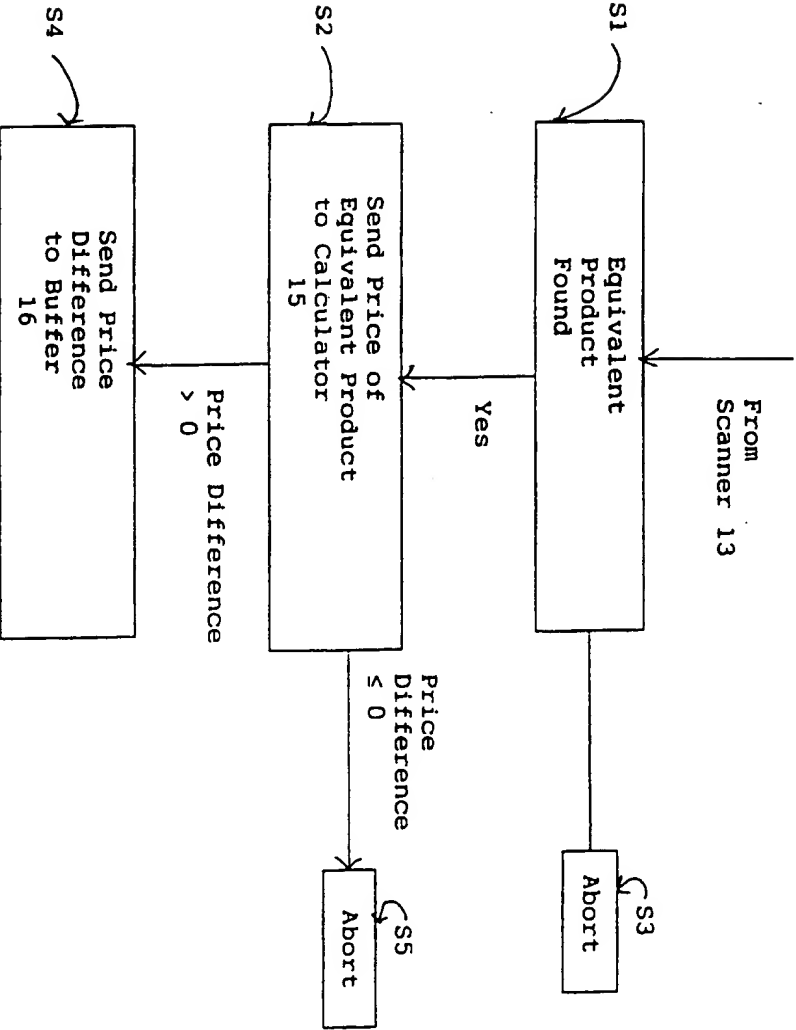 From
Scanner 13
S1
Equivalent
Product
Found
S3
Abort
Yes
S2
Send Price of
Equivalent Product
to Calculator
15
Price
Difference
≤ 0
S5
Abort
Price Difference
> 0
S4
Send Price
Difference
to Buffer
16